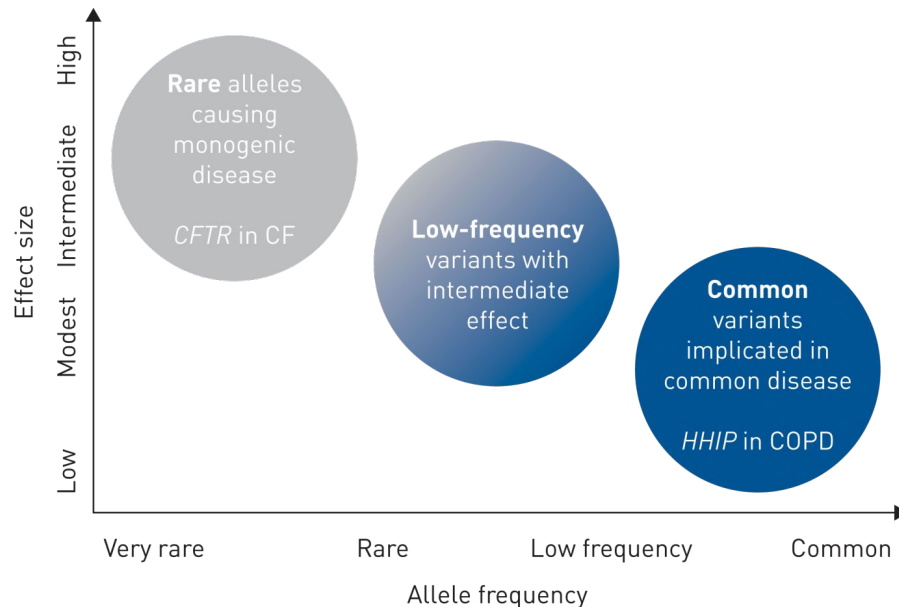 High
Intermediate
Modest
Low
Effect size
Rare alleles
causing
monogenic
disease
CFTR in CF
Low-frequency
variants with
intermediate
effect
Common
variants
implicated in
common disease
HHIP in COPD
Very rare
Rare
Low frequency
Common
Allele frequency